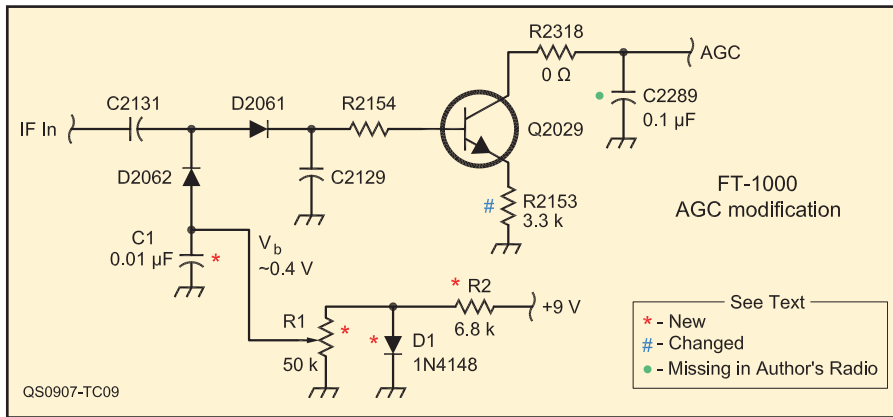 R2318
0 Ω
AGC
C2131
D2061
R2154
IF In
C2289
0.1 µF
Q2029
D2062
C2129
R2153
3.3 k
#
FT-1000
AGC modification
C1
0.01 µF
*
Vb
~0.4 V
* R2
6.8 k
+9 V
R1
50 k
*
* D1
1N4148
See Text
* - New
# - Changed
• - Missing in Author's Radio
QS0907-TC09